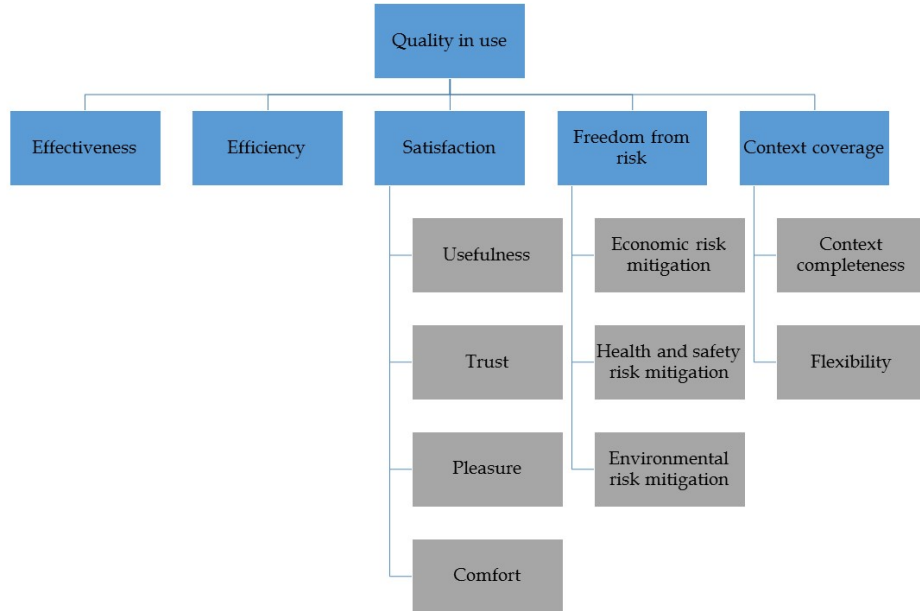 Quality in use
Effectiveness
Efficiency
Satisfaction
Freedom from
risk
Context coverage
Usefulness
Economic risk
mitigation
Context
completeness
Trust
Health and safety
risk mitigation
Flexibility
Pleasure
Environmental
risk mitigation
Comfort